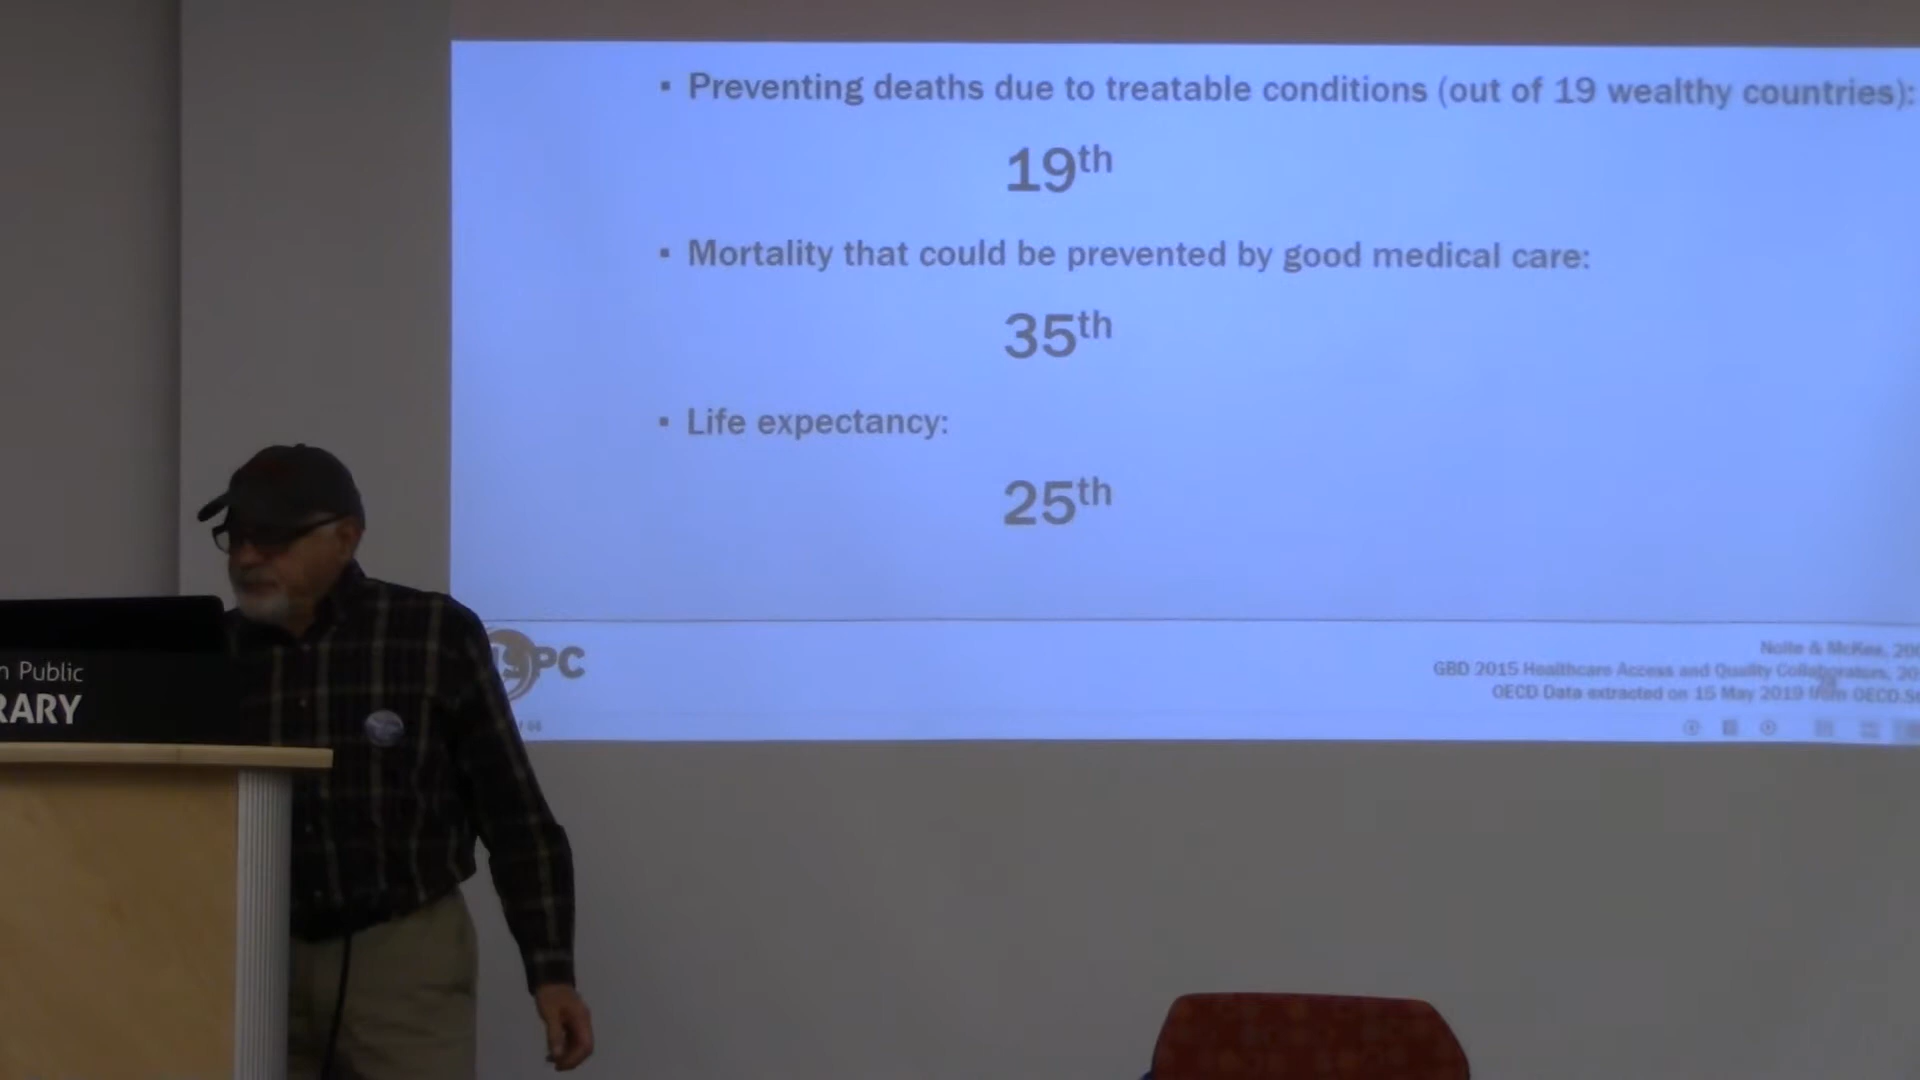 ▪ Preventing deaths due to treatable conditions (out of 19 wealthy countries):
19th
▪ Mortality that could be prevented by good medical care:
35th
▪ Life expectancy:
25th
PC
Nolte & McKee, 20
GBD 2015 Healthcare Access and Quality Collaborators, 20
OECD Data extracted on 15 May 2019 from OECD.S
n Public
RARY